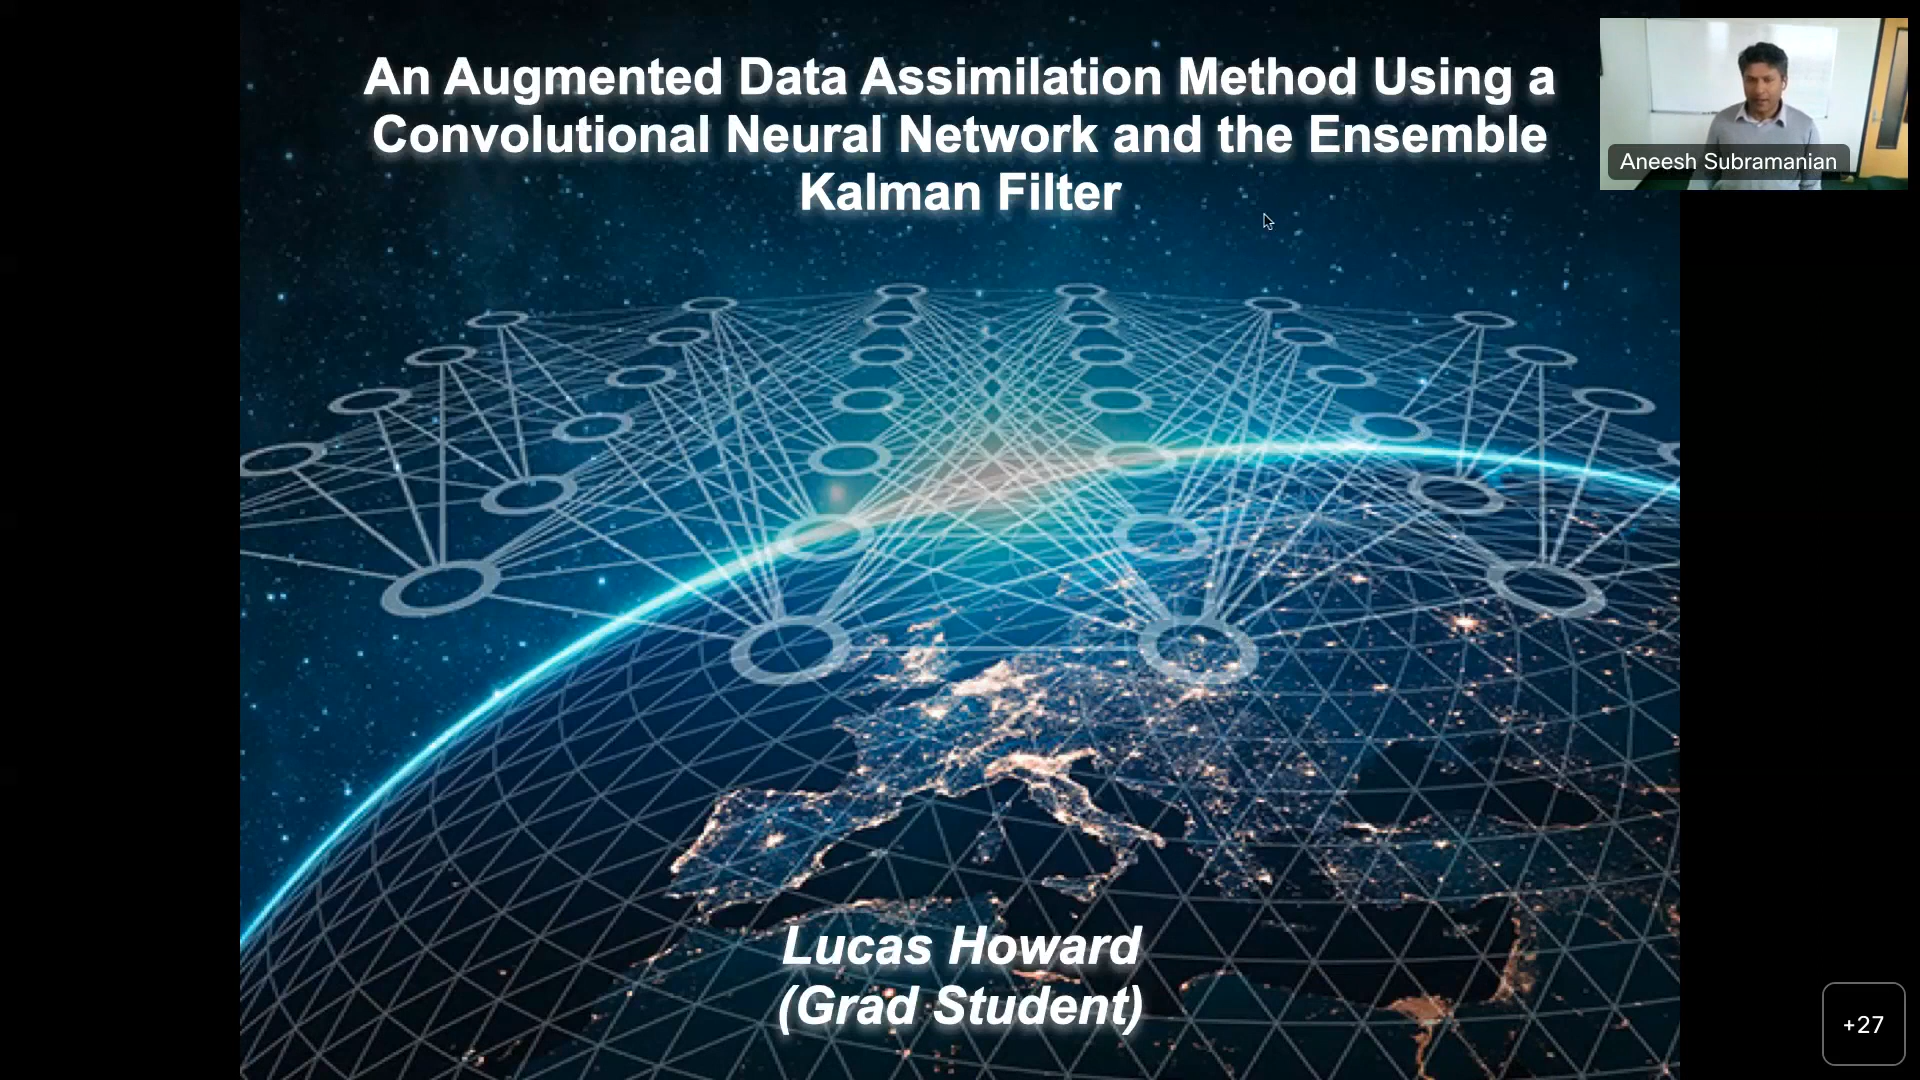 An Augmented Data Assimilation Method Using a
Convolutional Neural Network and the Ensemble
Kalman Filter
Aneesh Subramanian
Lucas Howard
(Grad Student)
+27